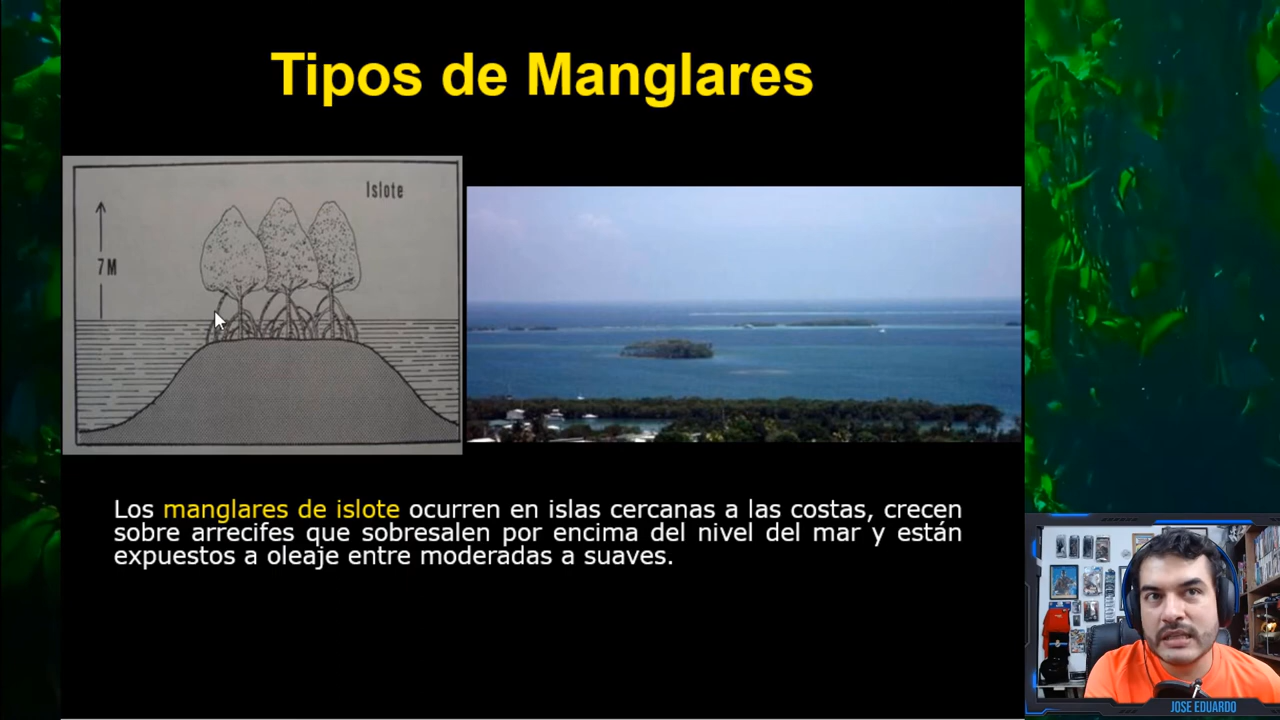 Tipos de Manglares
Islote
7M
Los manglares de islote ocurren en islas cercanas a las costas, crecen
sobre arrecifes que sobresalen por encima del nivel del mar y están
expuestos a oleaje entre moderadas a suaves.
JOSE EDUARDO